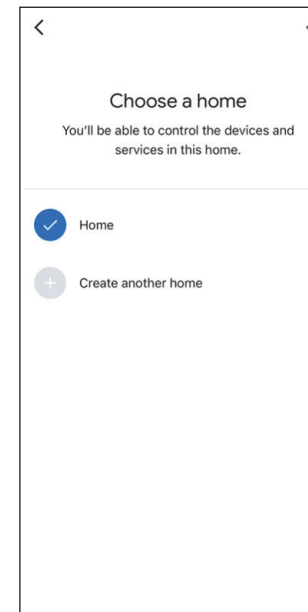 Choose a home
You'll be able to control the devices and
services in this home.
Home
Create another home